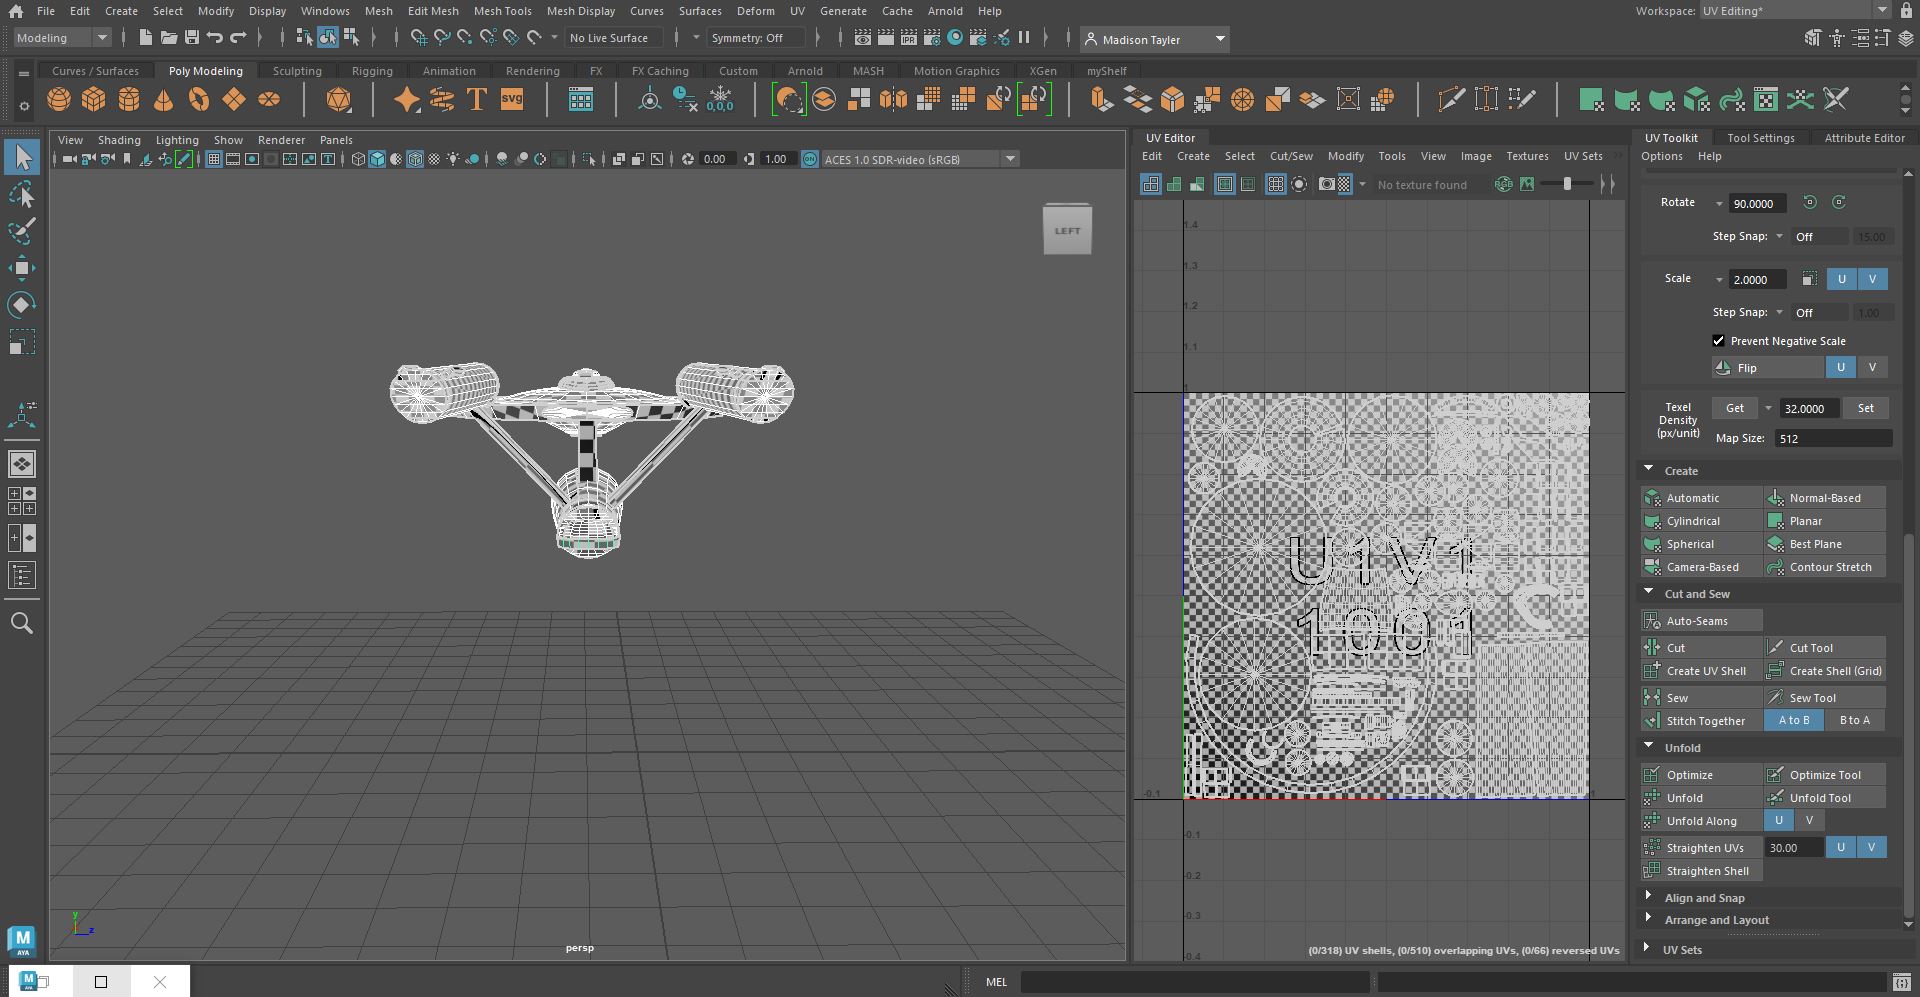 File Edit Create Select Modify Display Windows Mesh Edit Mesh Mesh Tools Mesh Display Curves Surfaces Deform UV Generate Cache Arnold Help Workspace: UV Editing*
Modeling No Live Surface Symmetry: Off Madison Tayler
Curves / Surfaces Poly Modeling Sculpting Rigging Animation Rendering FX FX Caching Custom Arnold MASH Motion Graphics XGen myShelf
T SVG 0,0,0
View Shading Lighting Show Renderer Panels
0.00 1.00 ACES 1.0 SDR-video (sRGB)
LEFT
persp
y
z
UV Editor
Edit Create Select Cut/Sew Modify Tools View Image Textures UV Sets
No texture found RGB
1.4
1.3
1.2
1.1
1
U1V1
1001
-0.1 1
-0.1
-0.2
-0.3
-0.4
(0/318) UV shells, (0/510) overlapping UVs, (0/66) reversed UVs
UV Toolkit Tool Settings Attribute Editor
Options Help
Rotate 90.0000
Step Snap: Off 15.00
Scale 2.0000 U V
Step Snap: Off 1.00
Prevent Negative Scale
Flip U V
Texel Density (px/unit) Get 32.0000 Set
Map Size: 512
Create
Automatic Normal-Based
Cylindrical Planar
Spherical Best Plane
Camera-Based Contour Stretch
Cut and Sew
Auto-Seams
Cut Cut Tool
Create UV Shell Create Shell (Grid)
Sew Sew Tool
Stitch Together A to B B to A
Unfold
Optimize Optimize Tool
Unfold Unfold Tool
Unfold Along U V
Straighten UVs 30.00 U V
Straighten Shell
Align and Snap
Arrange and Layout
UV Sets
M
AYA
MEL